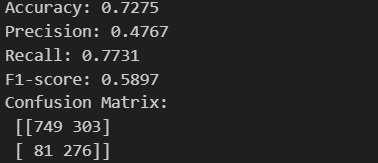 Accuracy: 0.7275
Precision: 0.4767
Recall: 0.7731
F1-score: 0.5897
Confusion Matrix:
[[749 303]
[ 81 276]]